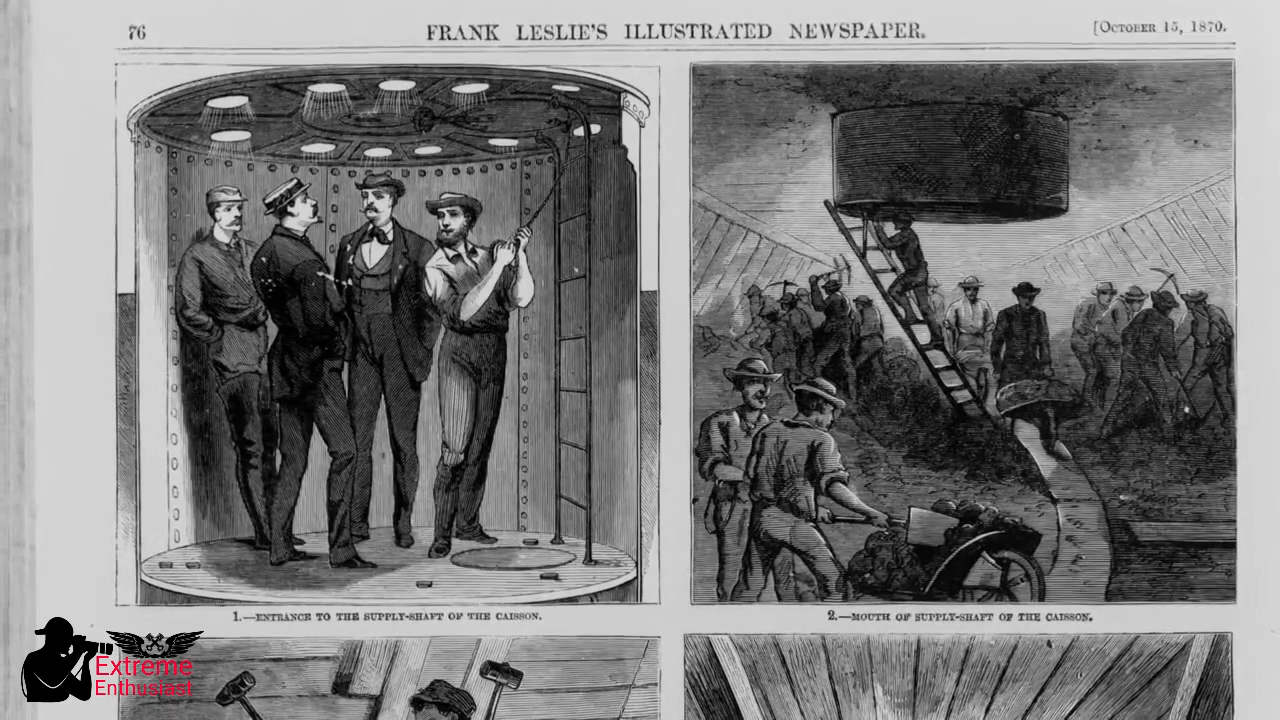 76
FRANK LESLIE'S ILLUSTRATED NEWSPAPER.
[OCTOBER 15, 1870.
1.—ENTRANCE TO THE SUPPLY-SHAFT OF THE CAISSON.
2.—MOUTH OF SUPPLY-SHAFT OF THE CAISSON.
Extreme
Enthusiast